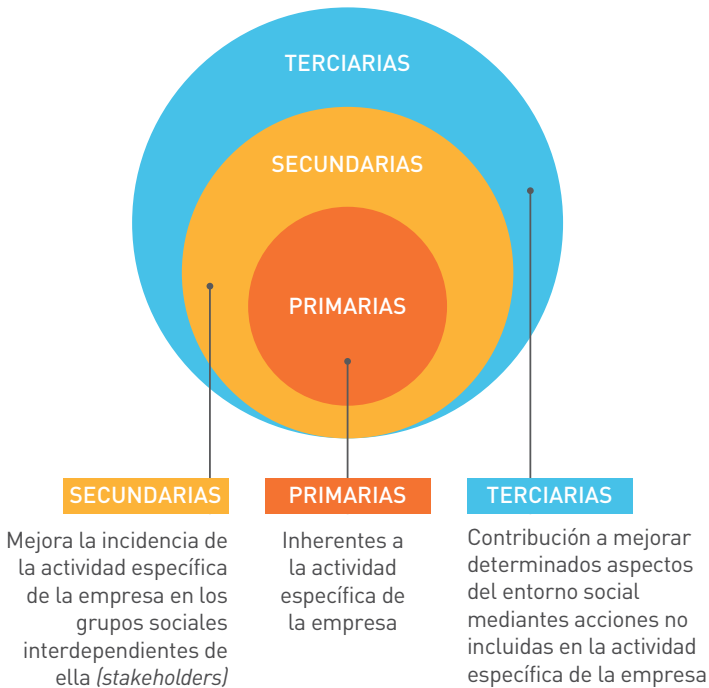 TERCIARIAS
SECUNDARIAS
PRIMARIAS
SECUNDARIAS
Mejora la incidencia de
la actividad específica
de la empresa en los
grupos sociales
interdependientes de
ella (stakeholders)
PRIMARIAS
Inherentes a
la actividad
específica de
la empresa
TERCIARIAS
Contribución a mejorar
determinados aspectos
del entorno social
mediantes acciones no
incluidas en la actividad
específica de la empresa